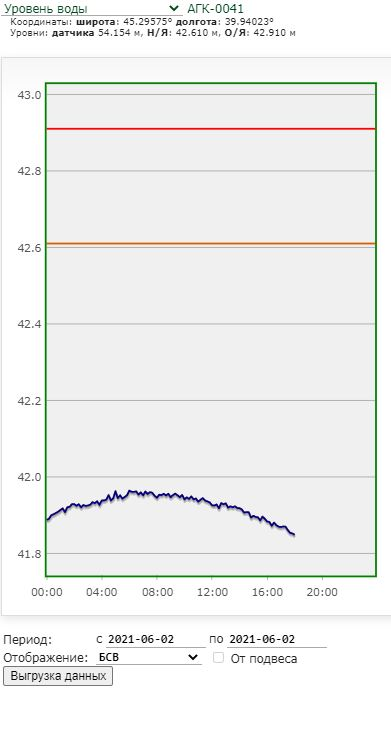 Уровень воды АГК-0041
Координаты: широта: 45.29575° долгота: 39.94023°
Уровни: датчика 54.154 м, Н/Я: 42.610 м, О/Я: 42.910 м
43.0
42.8
42.6
42.4
42.2
42.0
41.8
00:00 04:00 08:00 12:00 16:00 20:00
Период: с 2021-06-02 по 2021-06-02
Отображение: БСВ От подвеса
Выгрузка данных